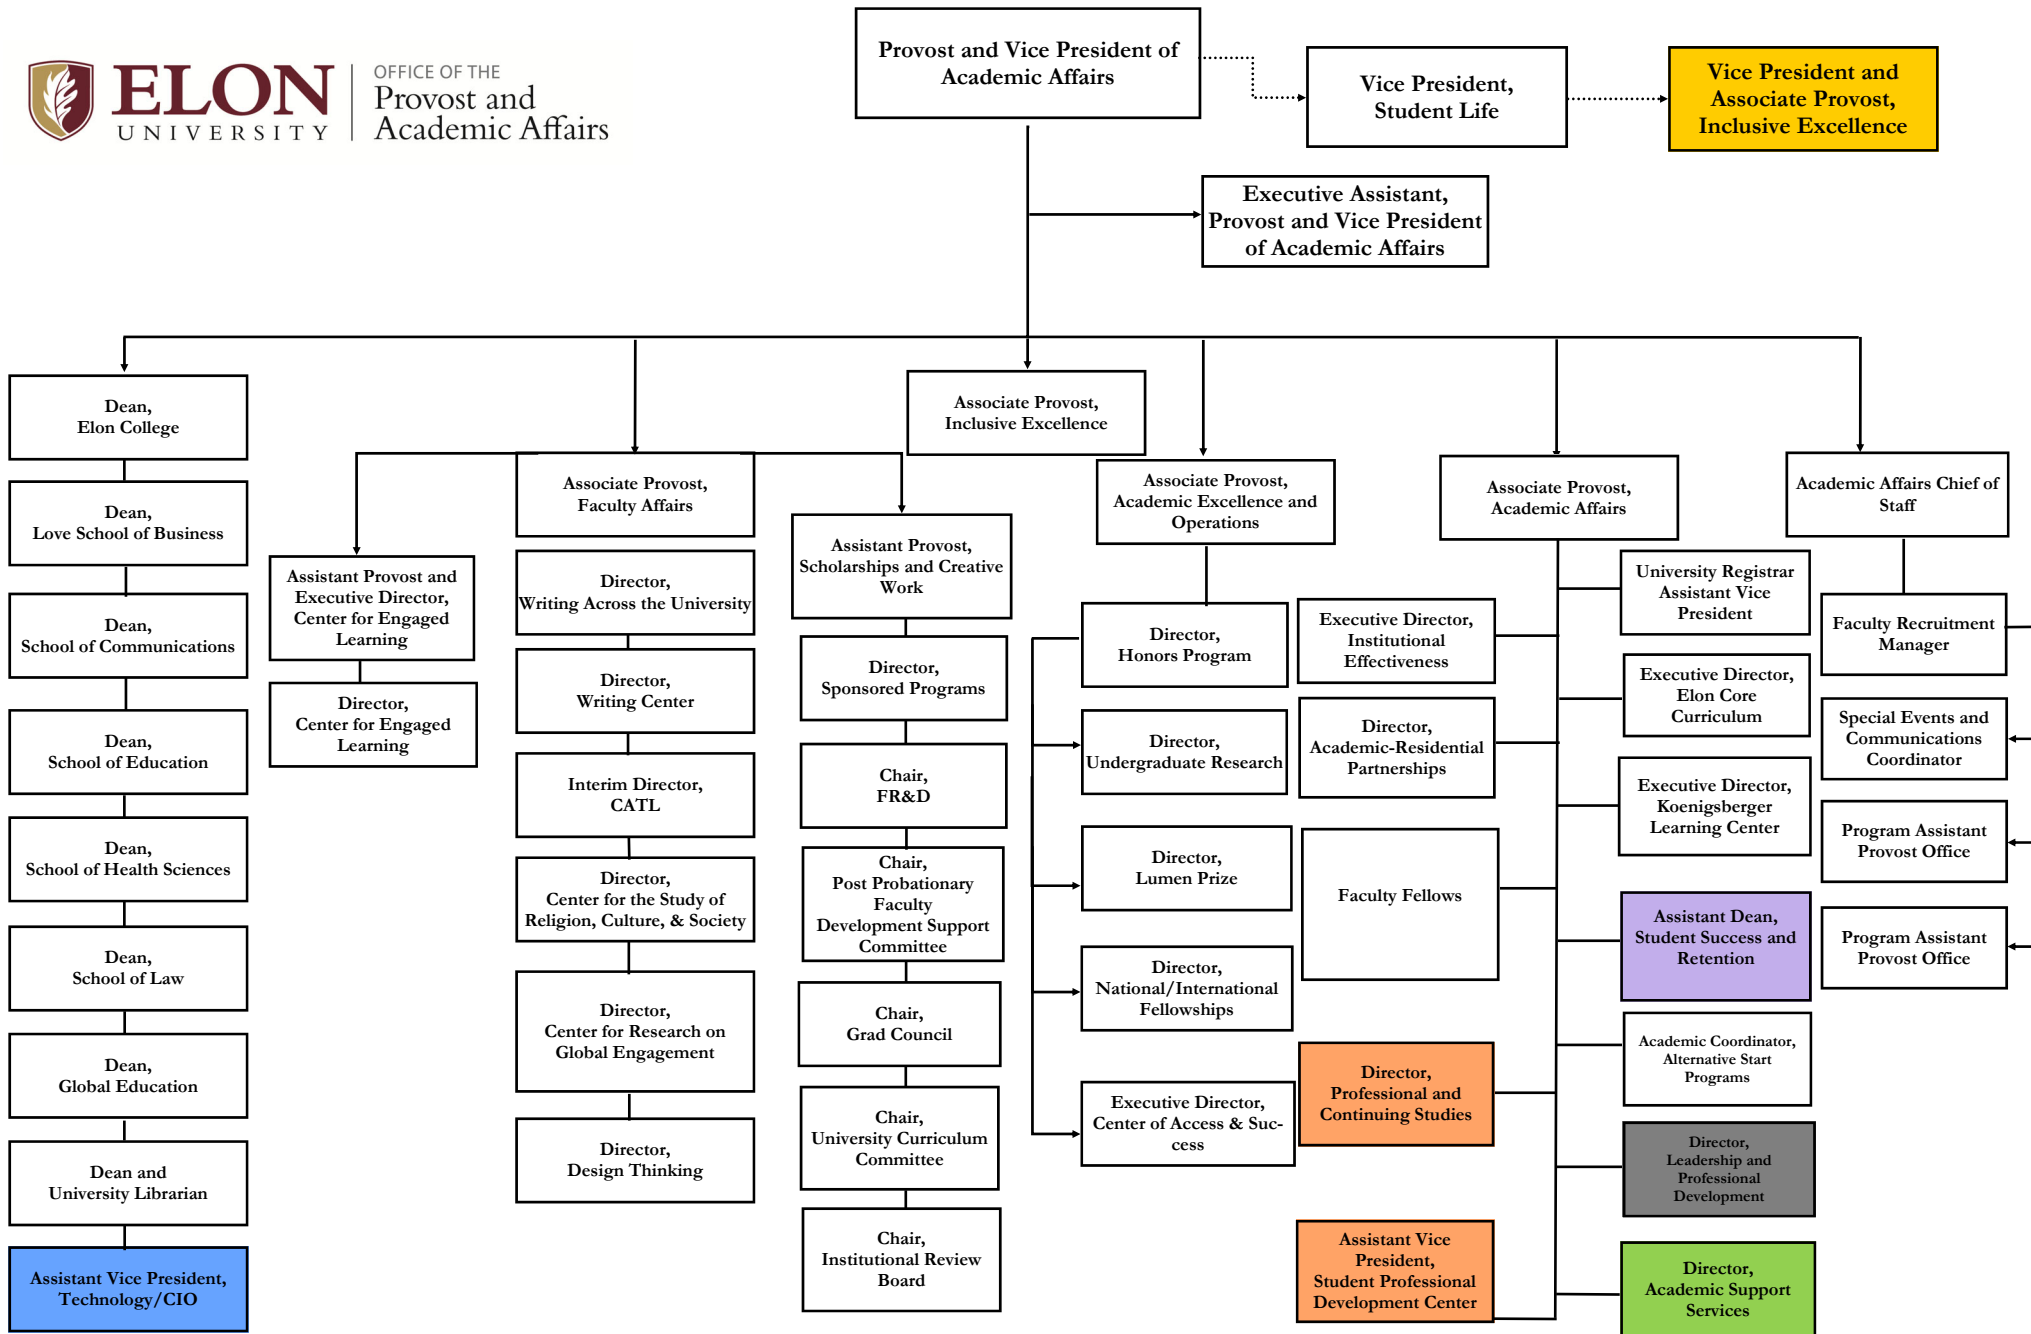 ELON
UNIVERSITY
OFFICE OF THE
Provost and
Academic Affairs
Provost and Vice President of
Academic Affairs
Vice President,
Student Life
Vice President and
Associate Provost,
Inclusive Excellence
Executive Assistant,
Provost and Vice President
of Academic Affairs
Dean,
Elon College
Dean,
Love School of Business
Dean,
School of Communications
Dean,
School of Education
Dean,
School of Health Sciences
Dean,
School of Law
Dean,
Global Education
Dean and
University Librarian
Assistant Vice President,
Technology/CIO
Assistant Provost and
Executive Director,
Center for Engaged
Learning
Director,
Center for Engaged
Learning
Associate Provost,
Faculty Affairs
Director,
Writing Across the University
Director,
Writing Center
Interim Director,
CATL
Director,
Center for the Study of
Religion, Culture, & Society
Director,
Center for Research on
Global Engagement
Director,
Design Thinking
Assistant Provost,
Scholarships and Creative
Work
Director,
Sponsored Programs
Chair,
FR&D
Chair,
Post Probationary
Faculty
Development Support
Committee
Chair,
Grad Council
Chair,
University Curriculum
Committee
Chair,
Institutional Review
Board
Associate Provost,
Inclusive Excellence
Associate Provost,
Academic Excellence and
Operations
Director,
Honors Program
Director,
Undergraduate Research
Director,
Lumen Prize
Director,
National/International
Fellowships
Executive Director,
Center of Access & Suc-
cess
Associate Provost,
Academic Affairs
Executive Director,
Institutional
Effectiveness
Director,
Academic-Residential
Partnerships
Faculty Fellows
Director,
Professional and
Continuing Studies
Assistant Vice
President,
Student Professional
Development Center
University Registrar
Assistant Vice
President
Executive Director,
Elon Core
Curriculum
Executive Director,
Koenigsberger
Learning Center
Assistant Dean,
Student Success and
Retention
Academic Coordinator,
Alternative Start
Programs
Director,
Leadership and
Professional
Development
Director,
Academic Support
Services
Academic Affairs Chief of
Staff
Faculty Recruitment
Manager
Special Events and
Communications
Coordinator
Program Assistant
Provost Office
Program Assistant
Provost Office